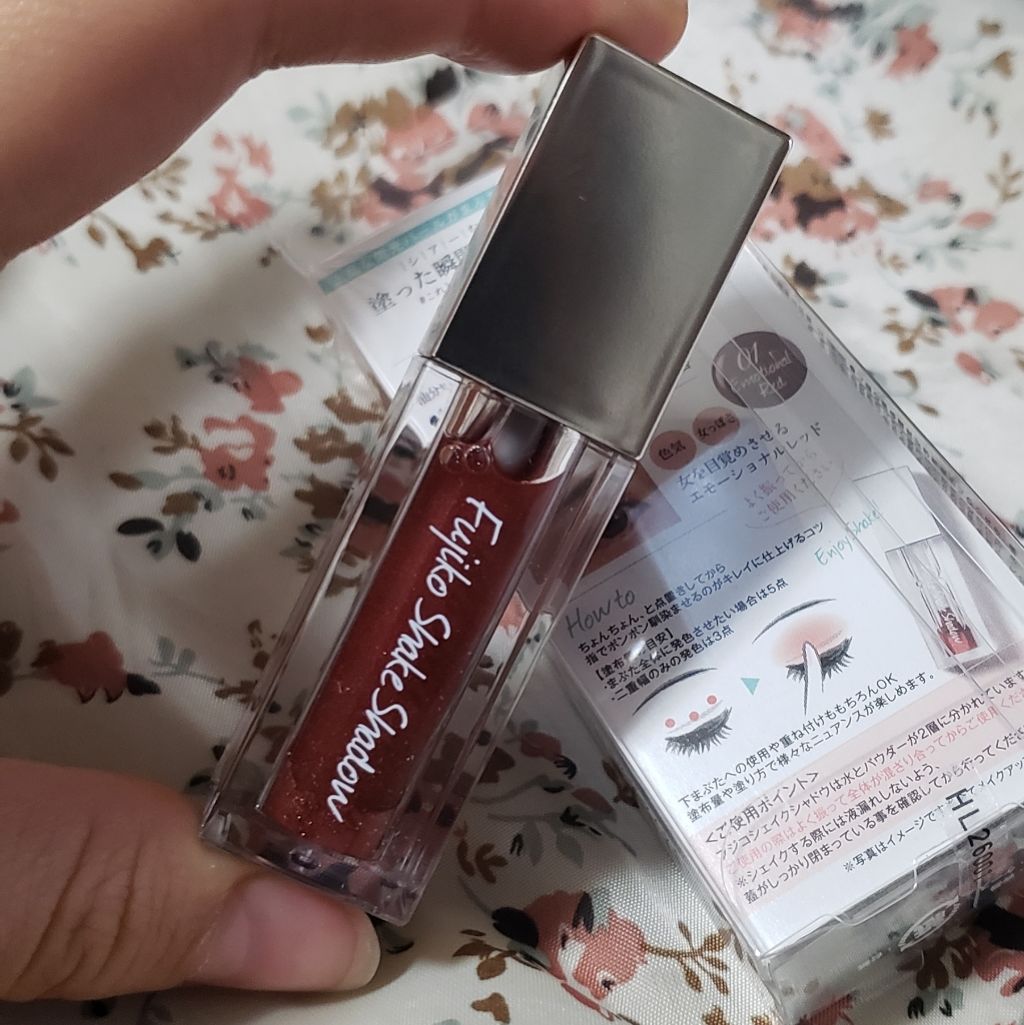 Fujiko Shake Shadow
シアー
塗った瞬
01
Emotional
Red
色気
女っぽさ
女を目覚めさせる
エモーショナルレッド
よく振ってから
ご使用ください
Enjoy Shake!
How to
ちょんちょん、と点置きしてから
指でポンポン馴染ませるのがキレイに仕上げるコツ
【塗布
目安】
まぶた全体に発色させたい場合は5点
二重幅のみの発色は3点
下まぶたへの使用や重ね付けももちろんOK
塗布量や塗り方で様々なニュアンスが楽しめます。
<ご使用ポイント>
フジコシェイクシャドウは水とパウダーが2層に分かれています
ご使用の際はよく振って全体が混ざり合ってからご使用くだ
※シェイクする際には液漏れしないよう、
蓋がしっかり閉まっている事を確認してから行ってくだ
※写真はイメージです
メイクアッ
HL